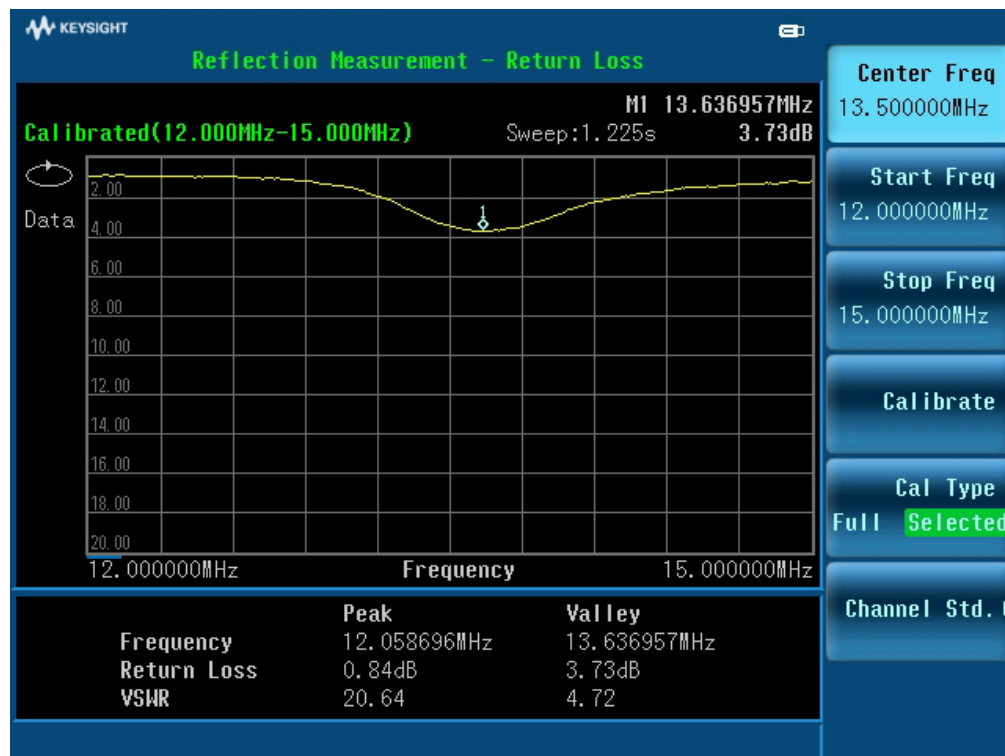 KEYSIGHT
Reflection Measurement - Return Loss
M1 13.636957MHz
Calibrated(12.000MHz-15.000MHz) Sweep:1.225s 3.73dB
Data
1
2.00
4.00
6.00
8.00
10.00
12.00
14.00
16.00
18.00
20.00
12.000000MHz Frequency 15.000000MHz
Peak Valley
Frequency 12.058696MHz 13.636957MHz
Return Loss 0.84dB 3.73dB
VSWR 20.64 4.72
Center Freq
13.500000MHz
Start Freq
12.000000MHz
Stop Freq
15.000000MHz
Calibrate
Cal Type
Full Selected
Channel Std.